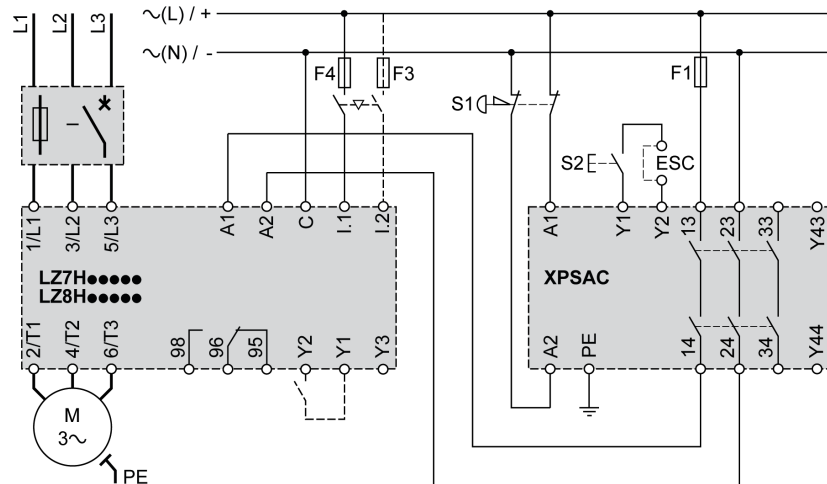 L1 L2 L3
∼(L) / +
∼(N) / -
F4 F3
S1
F1
S2
ESC
1/L1 3/L2 5/L3 A1 A2 C I.1 I.2
A1 Y1 Y2 13 23 33 Y43
LZ7H●●●●●
LZ8H●●●●●
XPSAC
2/T1 4/T2 6/T3 98 96 95 Y2 Y1 Y3
A2 PE 14 24 34 Y44
M
3∼
PE